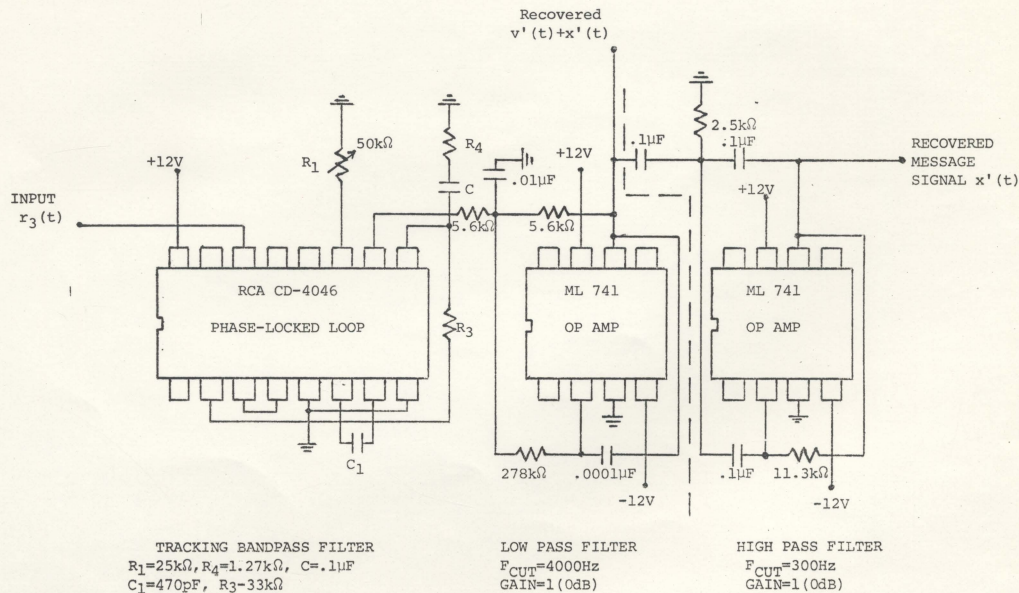 Recovered
v'(t)+x'(t)
50kΩ
R1
R4
2.5kΩ
+12V
+12V
.1µF
.1µF
RECOVERED
MESSAGE
SIGNAL x'(t)
.01µF
C
+12V
INPUT
r3(t)
5.6kΩ
5.6kΩ
RCA CD-4046
PHASE-LOCKED LOOP
R3
ML 741
OP AMP
ML 741
OP AMP
C1
278kΩ
.0001µF
-12V
.1µF
11.3kΩ
-12V
TRACKING BANDPASS FILTER
R1=25kΩ,R4=1.27kΩ, C=.1µF
C1=470pF, R3-33kΩ
LOW PASS FILTER
FCUT=4000Hz
GAIN=1(0dB)
HIGH PASS FILTER
FCUT=300Hz
GAIN=1(0dB)